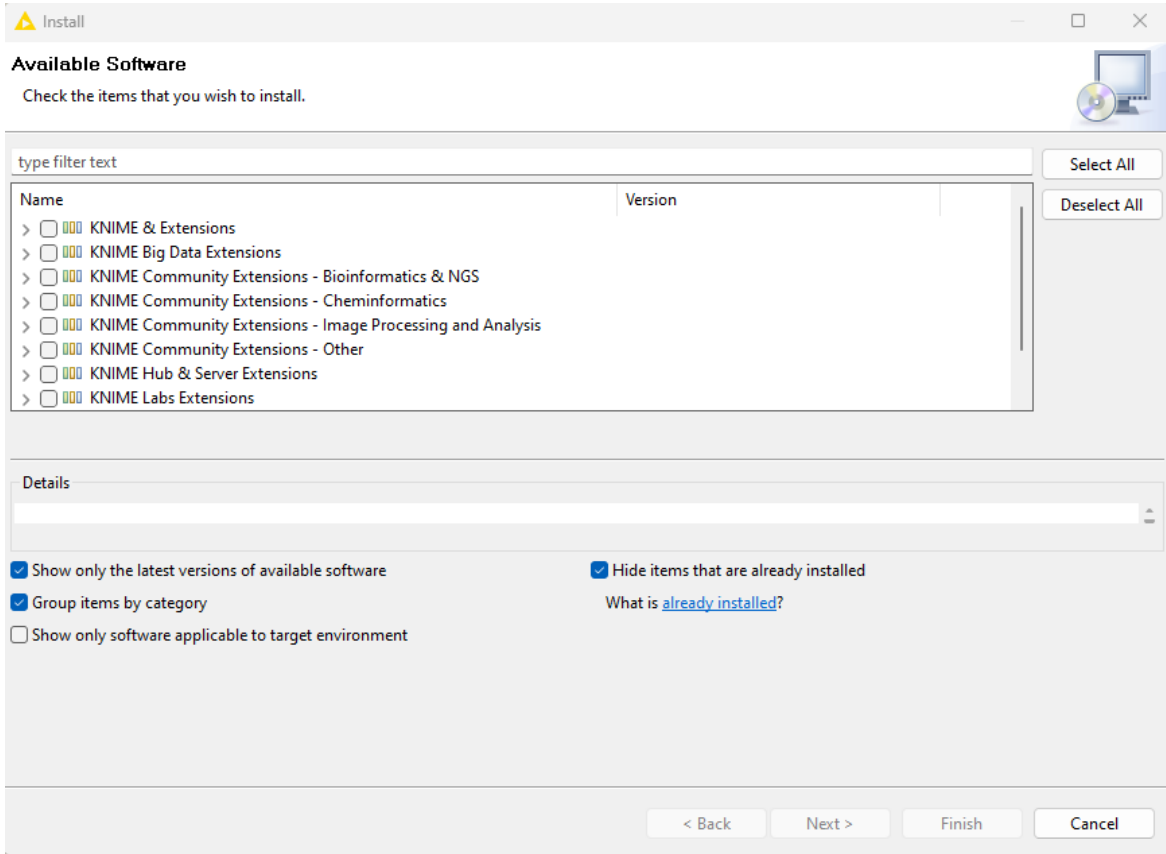 Install
Available Software
Check the items that you wish to install.
type filter text
Select All
Deselect All
Name Version
KNIME & Extensions
KNIME Big Data Extensions
KNIME Community Extensions - Bioinformatics & NGS
KNIME Community Extensions - Cheminformatics
KNIME Community Extensions - Image Processing and Analysis
KNIME Community Extensions - Other
KNIME Hub & Server Extensions
KNIME Labs Extensions
Details
Show only the latest versions of available software Hide items that are already installed
Group items by category What is already installed?
Show only software applicable to target environment
< Back Next > Finish Cancel